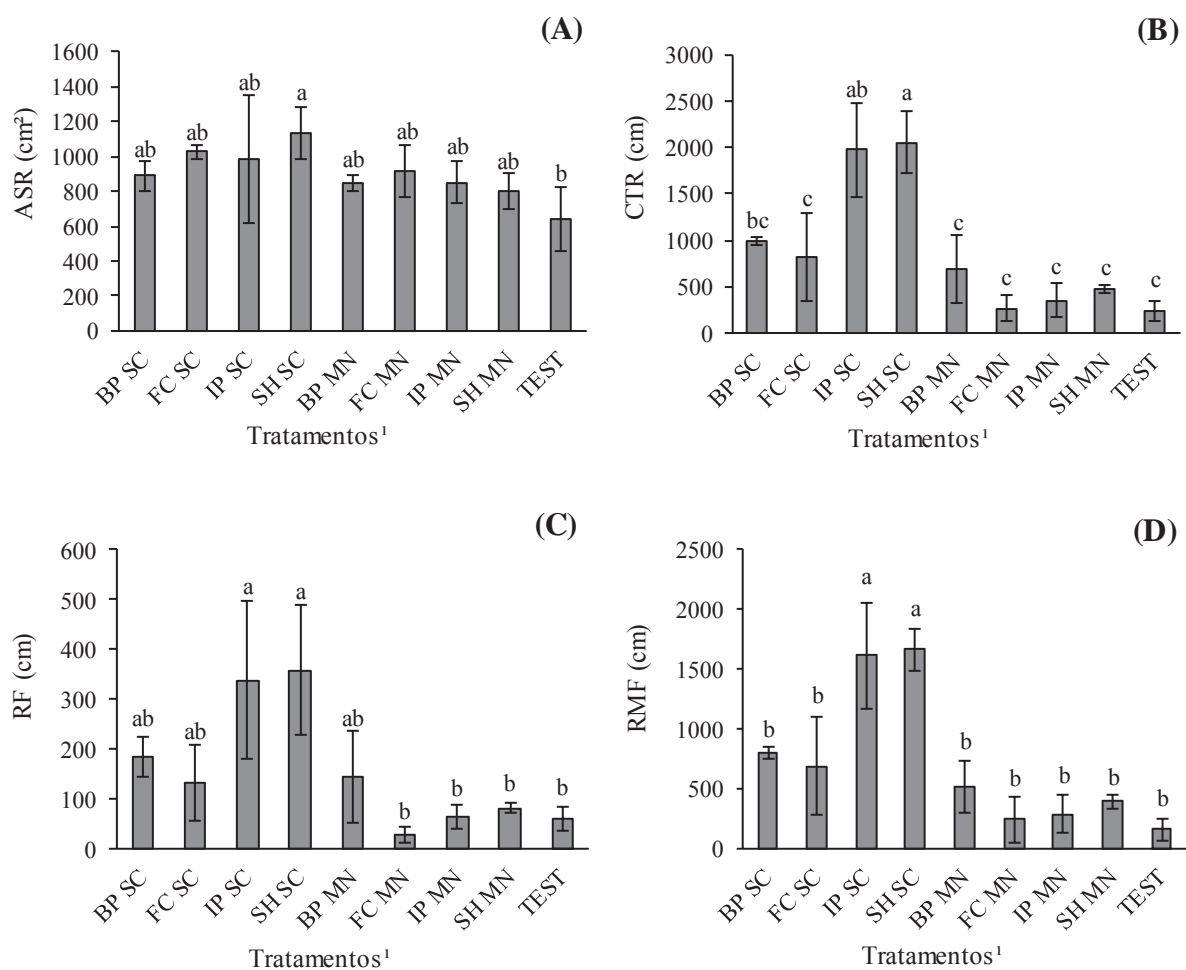 (A)
ASR (cm²)
1600
1400
1200
1000
800
600
400
200
0
ab
ab
ab
a
ab
ab
ab
ab
b
BP SC
FC SC
IP SC
SH SC
BP MN
FC MN
IP MN
SH MN
TEST
Tratamentos¹
(B)
CTR (cm)
3000
2500
2000
1500
1000
500
0
bc
c
ab
a
c
c
c
c
c
BP SC
FC SC
IP SC
SH SC
BP MN
FC MN
IP MN
SH MN
TEST
Tratamentos¹
(C)
RF (cm)
600
500
400
300
200
100
0
ab
ab
a
a
ab
b
b
b
b
BP SC
FC SC
IP SC
SH SC
BP MN
FC MN
IP MN
SH MN
TEST
Tratamentos¹
(D)
RMF (cm)
2500
2000
1500
1000
500
0
b
b
a
a
b
b
b
b
b
BP SC
FC SC
IP SC
SH SC
BP MN
FC MN
IP MN
SH MN
TEST
Tratamentos¹